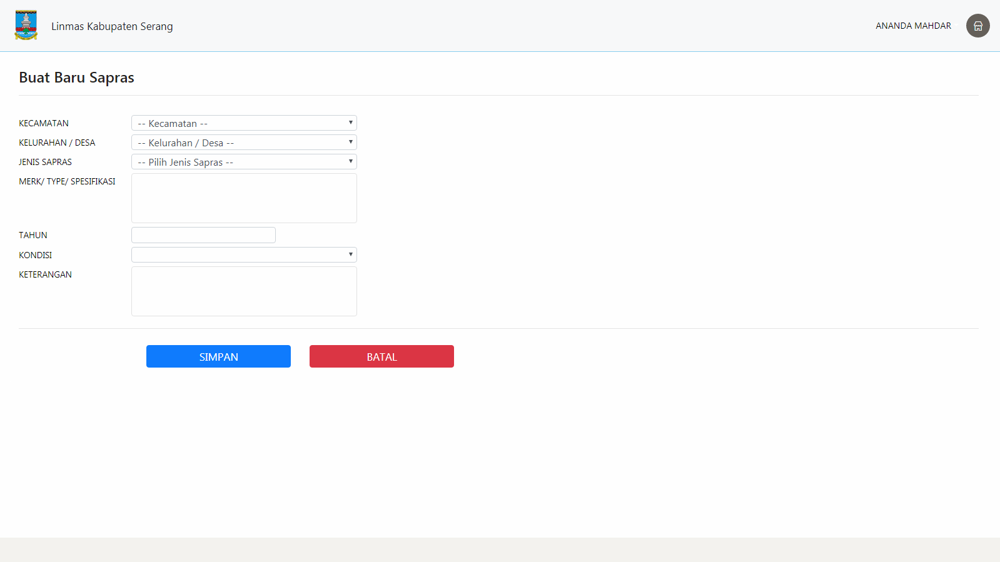 Linmas Kabupaten Serang
ANANDA MAHDAR
Buat Baru Sapras
KECAMATAN
-- Kecamatan --
KELURAHAN / DESA
-- Kelurahan / Desa --
JENIS SAPRAS
-- Pilih Jenis Sapras --
MERK/ TYPE/ SPESIFIKASI
TAHUN
KONDISI
KETERANGAN
SIMPAN
BATAL